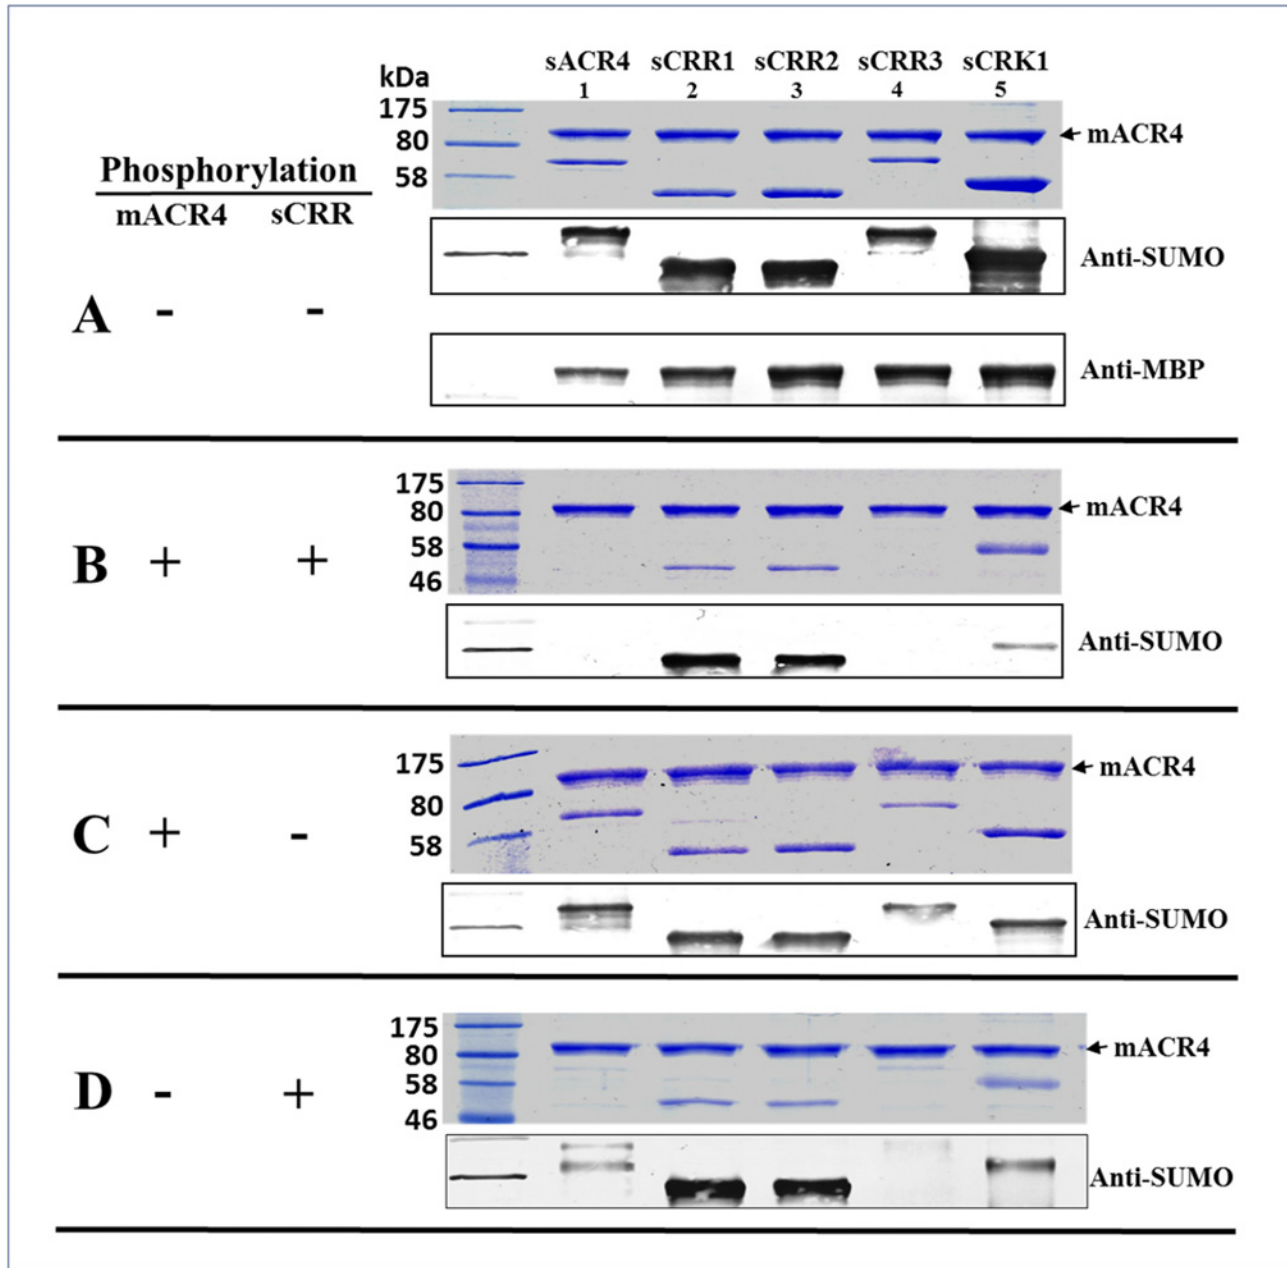 sACR4 sCRR1 sCRR2 sCRR3 sCRK1
kDa 1 2 3 4 5
175
80 mACR4
Phosphorylation
58
mACR4 sCRR
Anti-SUMO
A - -
Anti-MBP
175
80 mACR4
B + + 58
46
Anti-SUMO
175 mACR4
80
C + -
58
Anti-SUMO
175
80 mACR4
D - + 58
46
Anti-SUMO